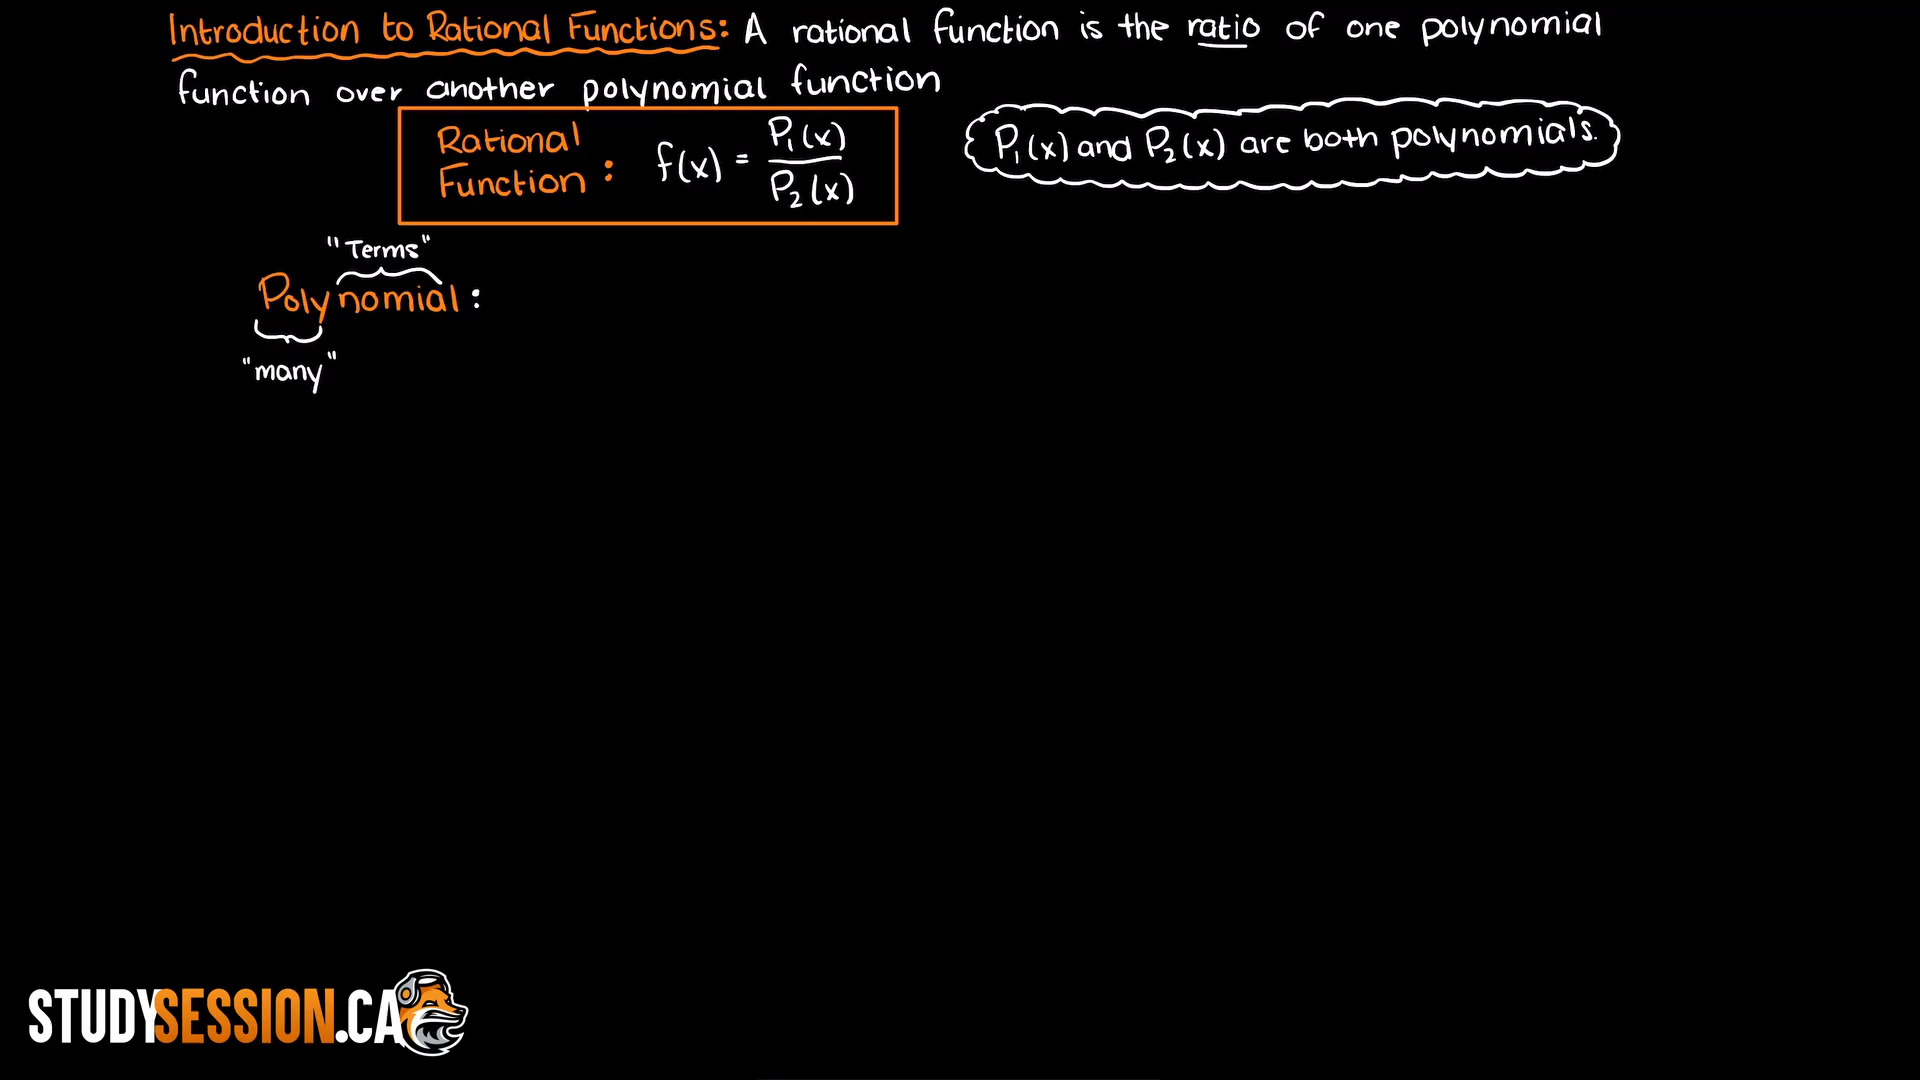 Introduction to Rational Functions: A rational function is the ratio of one polynomial
function over another polynomial function
Rational
Function : f(x) = P₁(x)/P₂(x)
P₁(x) and P₂(x) are both polynomials.
"Terms"
Polynomial :
"many"
STUDYSESSION.CA